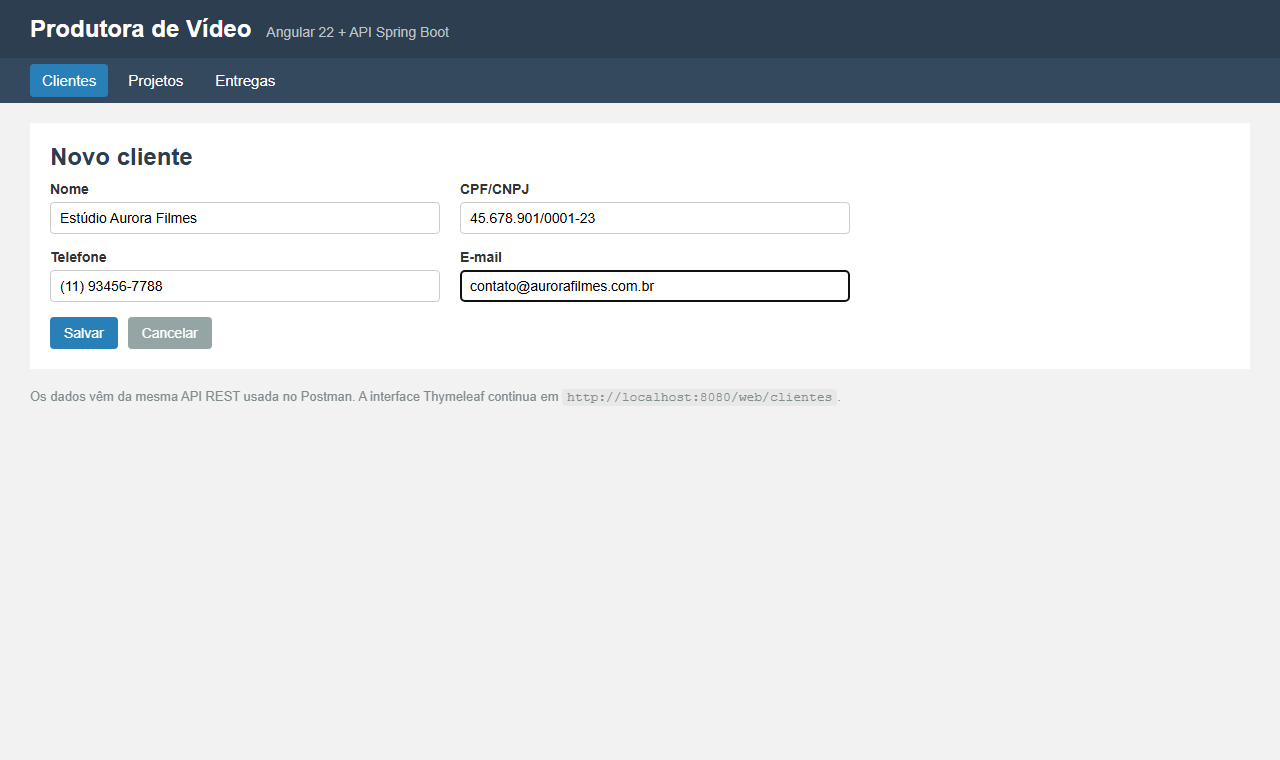 Produtora de Vídeo Angular 22 + API Spring Boot
Clientes Projetos Entregas
Novo cliente
Nome CPF/CNPJ
Estúdio Aurora Filmes 45.678.901/0001-23
Telefone E-mail
(11) 93456-7788 contato@aurorafilmes.com.br
Salvar Cancelar
Os dados vêm da mesma API REST usada no Postman. A interface Thymeleaf continua em http://localhost:8080/web/clientes.